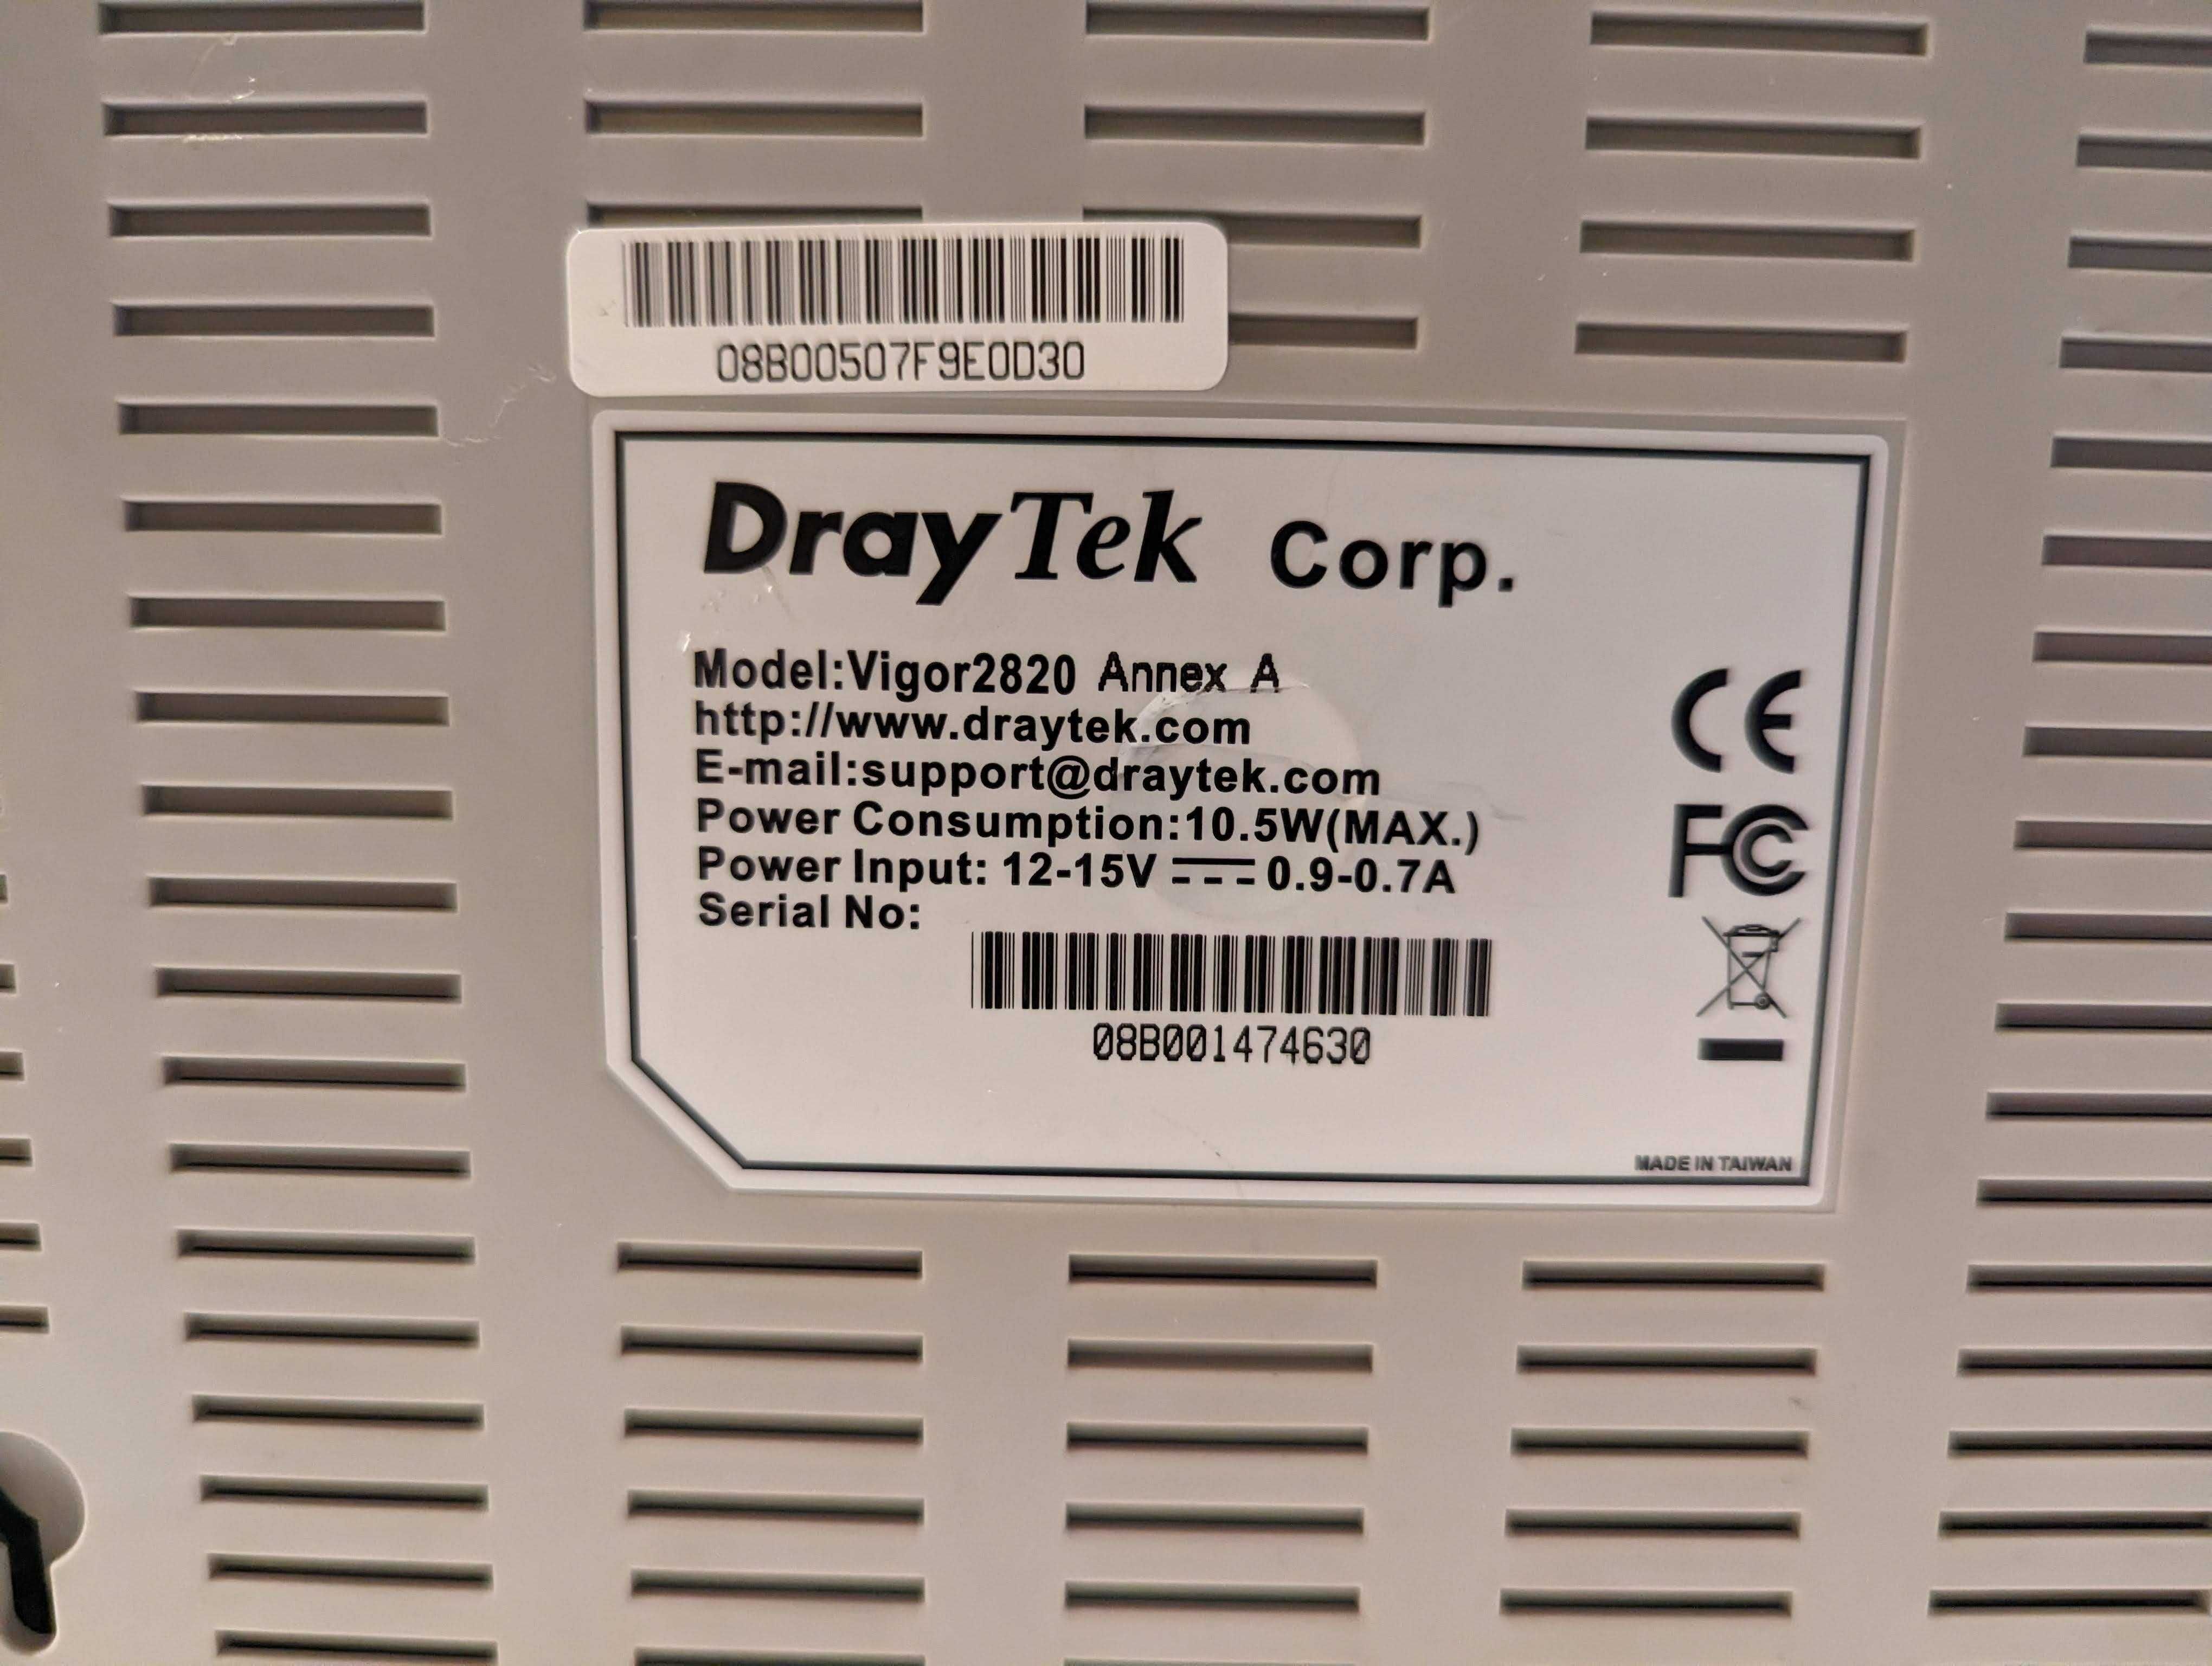 08B00507F9E0D30
DrayTek Corp.
Model:Vigor2820 Annex A
http://www.draytek.com
E-mail:support@draytek.com
Power Consumption:10.5W(MAX.)
Power Input: 12-15V ⎓ 0.9-0.7A
Serial No:
08B001474630
CE
FC
MADE IN TAIWAN